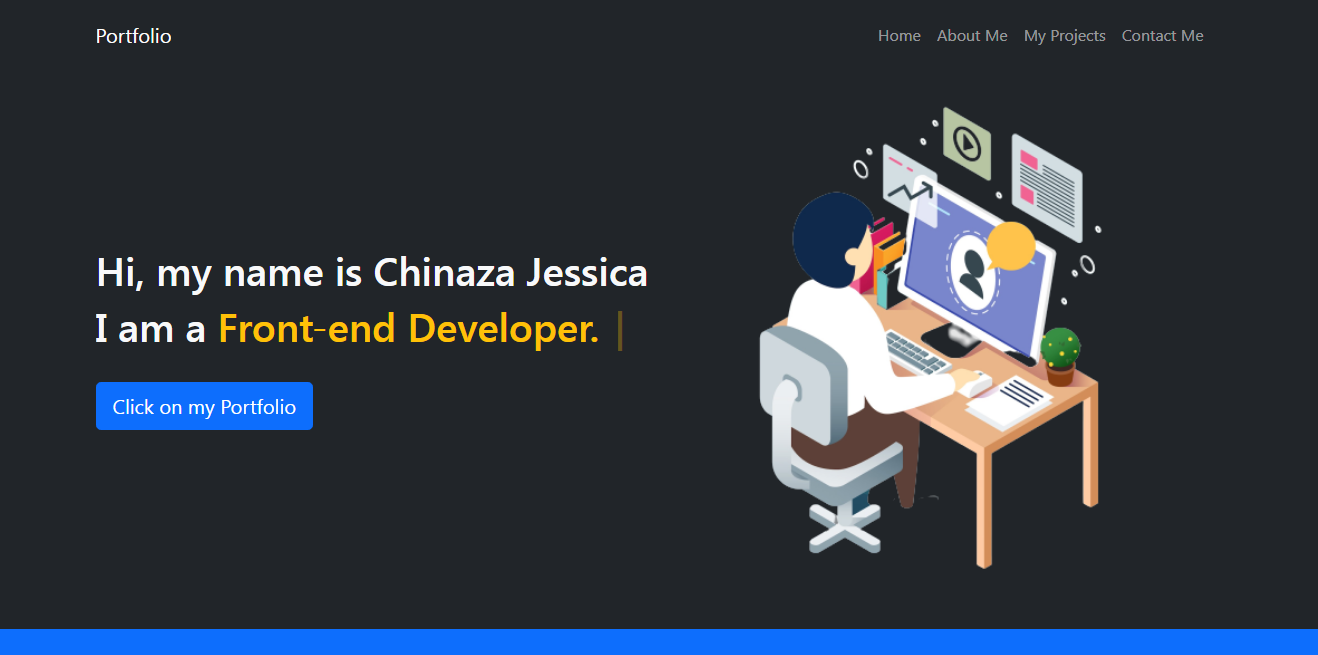 Portfolio
Home About Me My Projects Contact Me
Hi, my name is Chinaza Jessica
I am a Front-end Developer. |
Click on my Portfolio